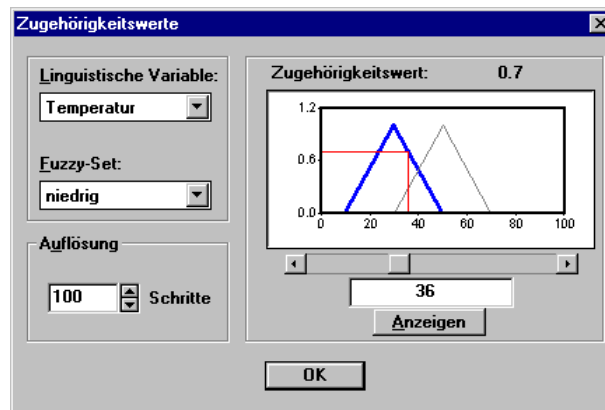 Zugehörigkeitswerte
Linguistische Variable:
Temperatur
Fuzzy-Set:
niedrig
Auflösung
100 Schritte
Zugehörigkeitswert: 0.7
1.2
0.6
0.0
0 20 40 60 80 100
36
Anzeigen
OK